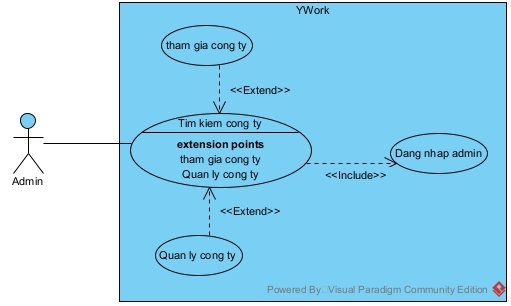 YWork
tham gia cong ty
<<Extend>>
Tim kiem cong ty
extension points
tham gia cong ty
Quan ly cong ty
Dang nhap admin
<<Include>>
Admin
<<Extend>>
Quan ly cong ty
Powered By: Visual Paradigm Community Edition